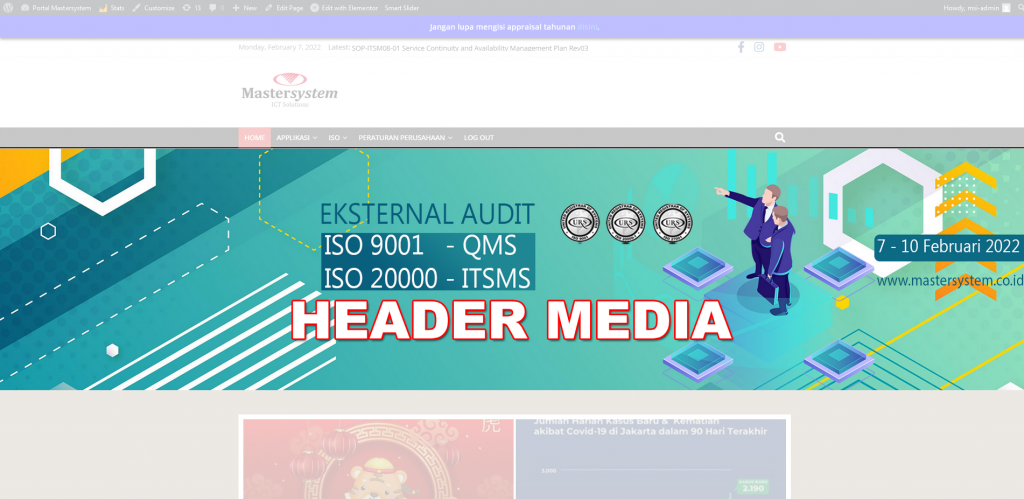 Portal Mastersystem Stats Customize 13 0 New Edit Page Edit with Elementor Smart Slider Howdy, msi-admin
Jangan lupa mengisi appraisal tahunan disini.
Monday, February 7, 2022 Latest: SOP-ITSM08-01 Service Continuity and Availability Management Plan Rev03
Mastersystem
ICT Solutions
HOME APPLIKASI ISO PERATURAN PERUSAHAAN LOG OUT
EKSTERNAL AUDIT
ISO 9001 - QMS
ISO 20000 - ITSMS
URS URS URS
7 - 10 Februari 2022
www.mastersystem.co.id
HEADER MEDIA
虎
Jumlah Harian Kasus Baru & Kematian
akibat Covid-19 di Jakarta dalam 90 Hari Terakhir
2.190